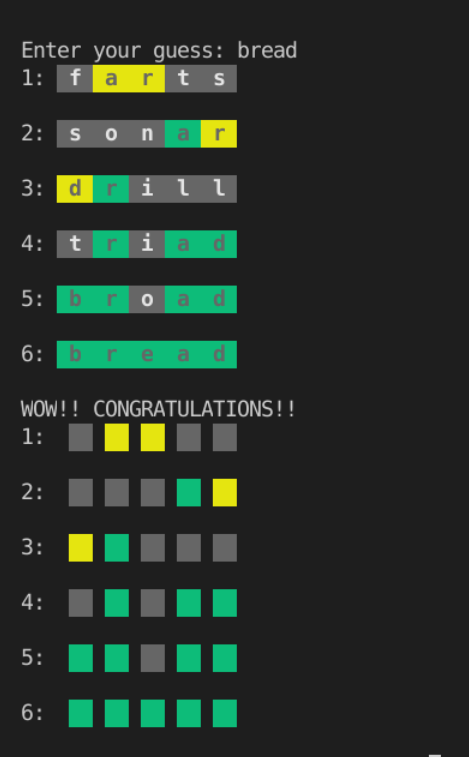 Enter your guess: bread
1: f a r t s
2: s o n a r
3: d r i l l
4: t r i a d
5: b r o a d
6: b r e a d
WOW!! CONGRATULATIONS!!
1:
2:
3:
4:
5:
6: